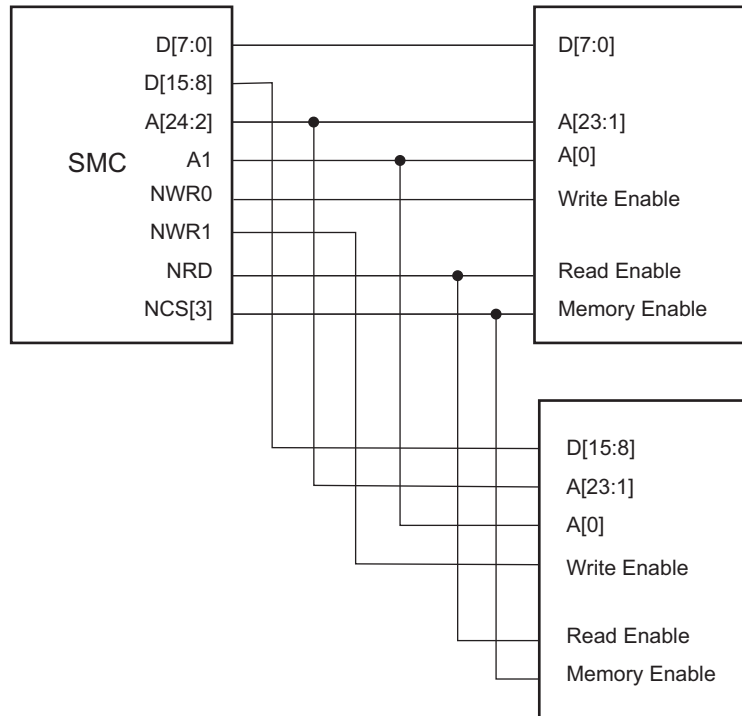 SMC
D[7:0]
D[15:8]
A[24:2]
A1
NWR0
NWR1
NRD
NCS[3]
D[7:0]
A[23:1]
A[0]
Write Enable
Read Enable
Memory Enable
D[15:8]
A[23:1]
A[0]
Write Enable
Read Enable
Memory Enable